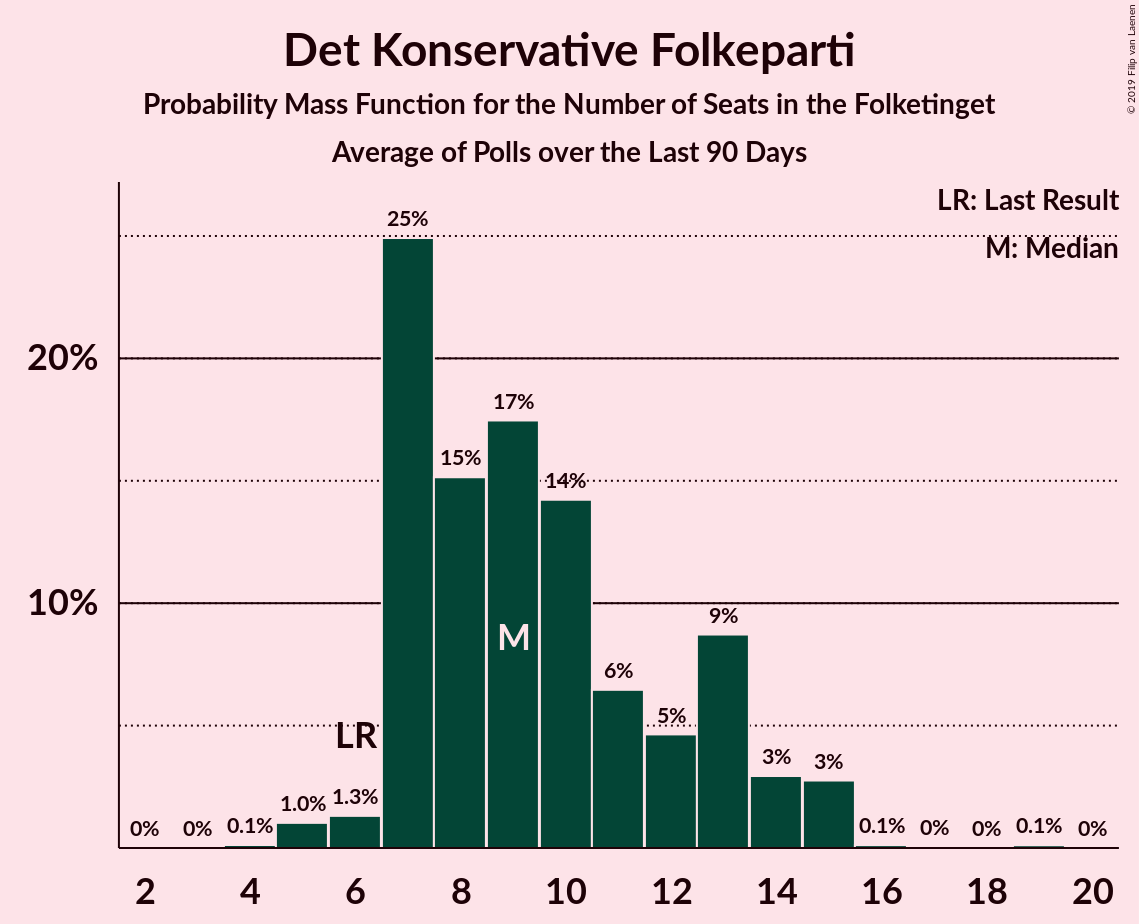 Det Konservative Folkeparti
Probability Mass Function for the Number of Seats in the Folketinget
Average of Polls over the Last 90 Days
© 2019 Filip van Laenen
LR: Last Result
M: Median
25%
20%
17%
15%
14%
10%
9%
6%
5%
LR
M
3%
3%
1.3%
1.0%
0% 0% 0.1% 0.1% 0% 0% 0.1% 0%
2 4 6 8 10 12 14 16 18 20